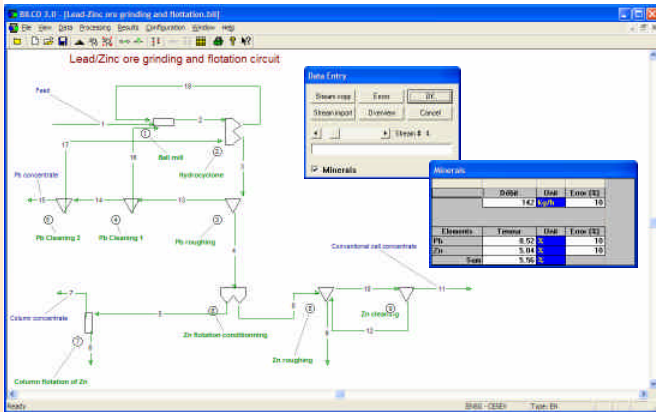 BILCO 3.0 - [Lead-Zinc ore grinding and flottation.bil]
File View Data Processing Results Configuration Window Help
Lead/Zinc ore grinding and flotation circuit
Feed
1
2
3
4
5
6
7
8
9
10
11
12
13
14
15
16
17
18
Ball mill
Hydrocyclone
Pb concentrate
Pb Cleaning 2
Pb Cleaning 1
Pb roughing
Conventional cell concentrate
Column concentrate
Zn flotation conditionning
Zn cleaning
Zn roughing
Column flotation of Zn
Data Entry
Stream copy Error OK
Stream import Overview Cancel
Stream # 4
Minerals
Minerals
Débit Unit Error (%)
142 Kg/h 10
Elements Teneur Unit Error (%)
Pb 0.52 % 10
Zn 5.04 % 10
Sum 5.56 %
Ready
Type: EH